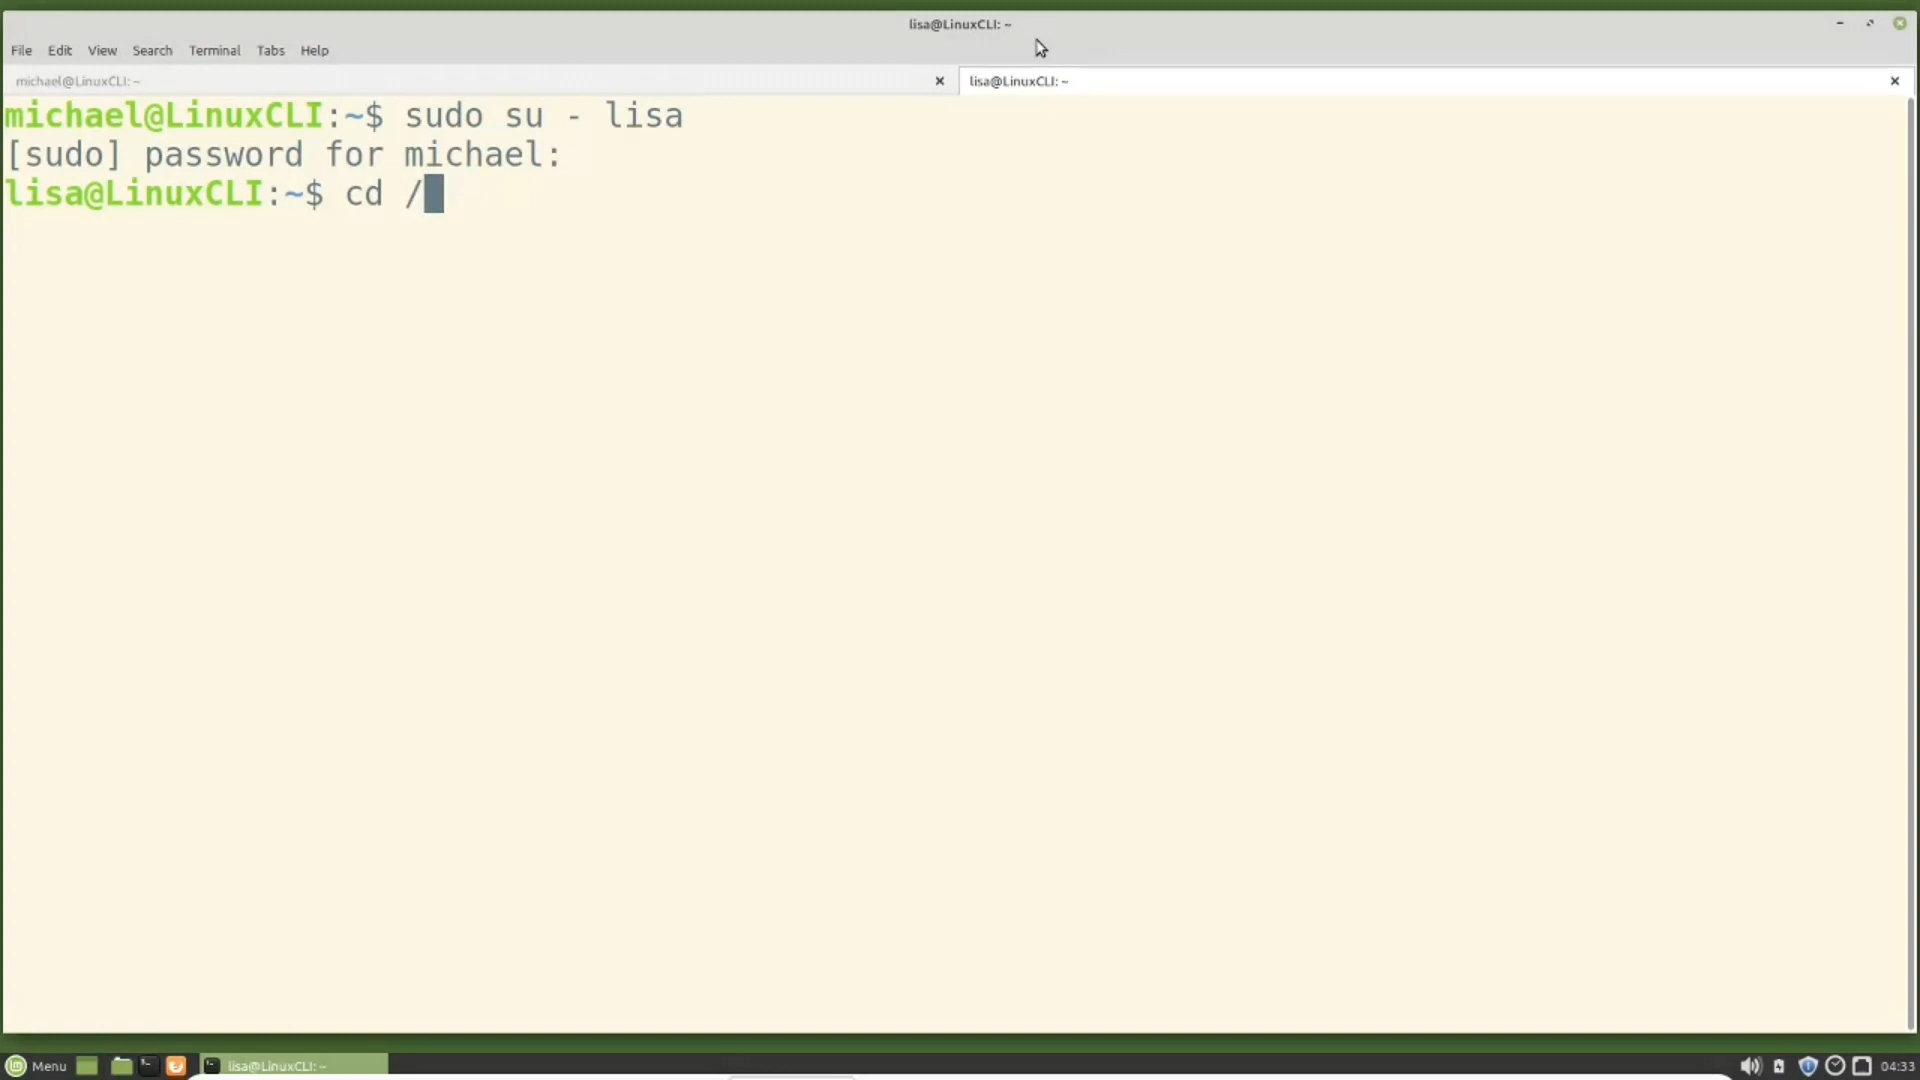 lisa@LinuxCLI: ~
File Edit View Search Terminal Tabs Help
michael@LinuxCLI: ~
lisa@LinuxCLI: ~
michael@LinuxCLI:~$ sudo su - lisa
[sudo] password for michael:
lisa@LinuxCLI:~$ cd /
Menu
lisa@LinuxCLI: ~
04:33